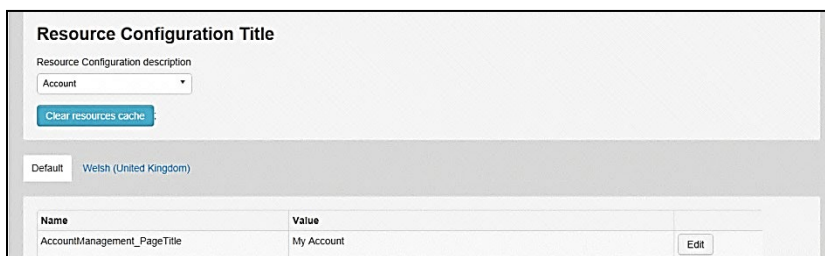 Resource Configuration Title
Resource Configuration description
Account
Clear resources cache
Default Welsh (United Kingdom)
Name Value
AccountManagement_PageTitle My Account Edit